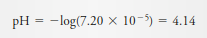 pH = −log(7.20 × 10⁻⁵) = 4.14